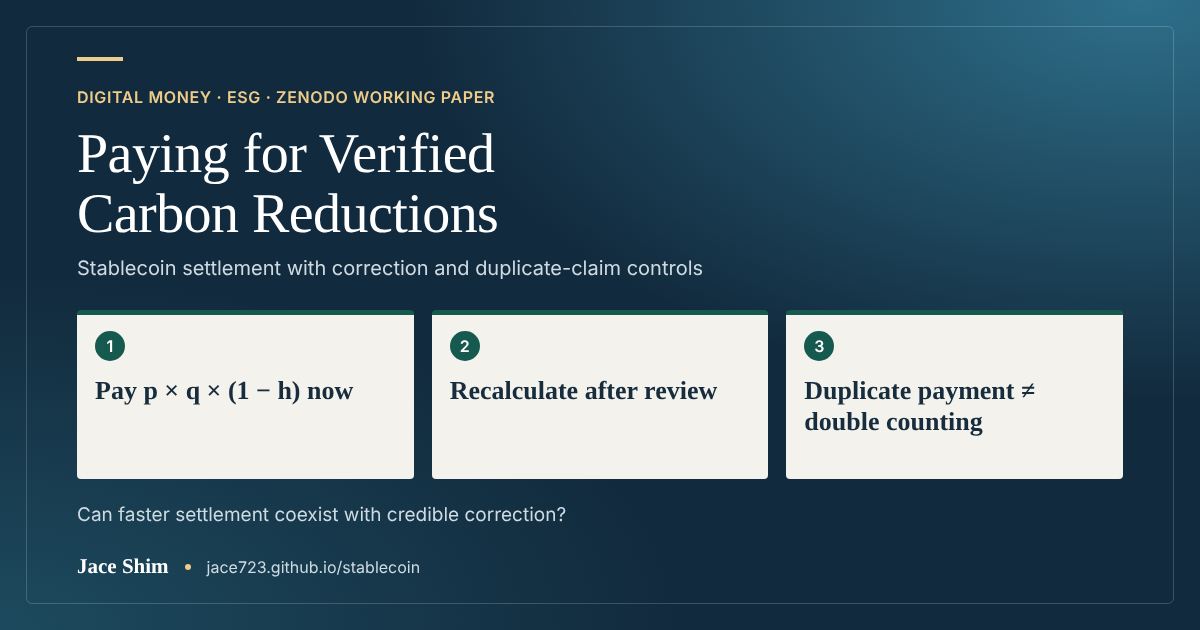 DIGITAL MONEY · ESG · ZENODO WORKING PAPER
Paying for Verified
Carbon Reductions
Stablecoin settlement with correction and duplicate-claim controls
1
Pay p × q × (1 − h) now
2
Recalculate after review
3
Duplicate payment ≠
double counting
Can faster settlement coexist with credible correction?
Jace Shim • jace723.github.io/stablecoin